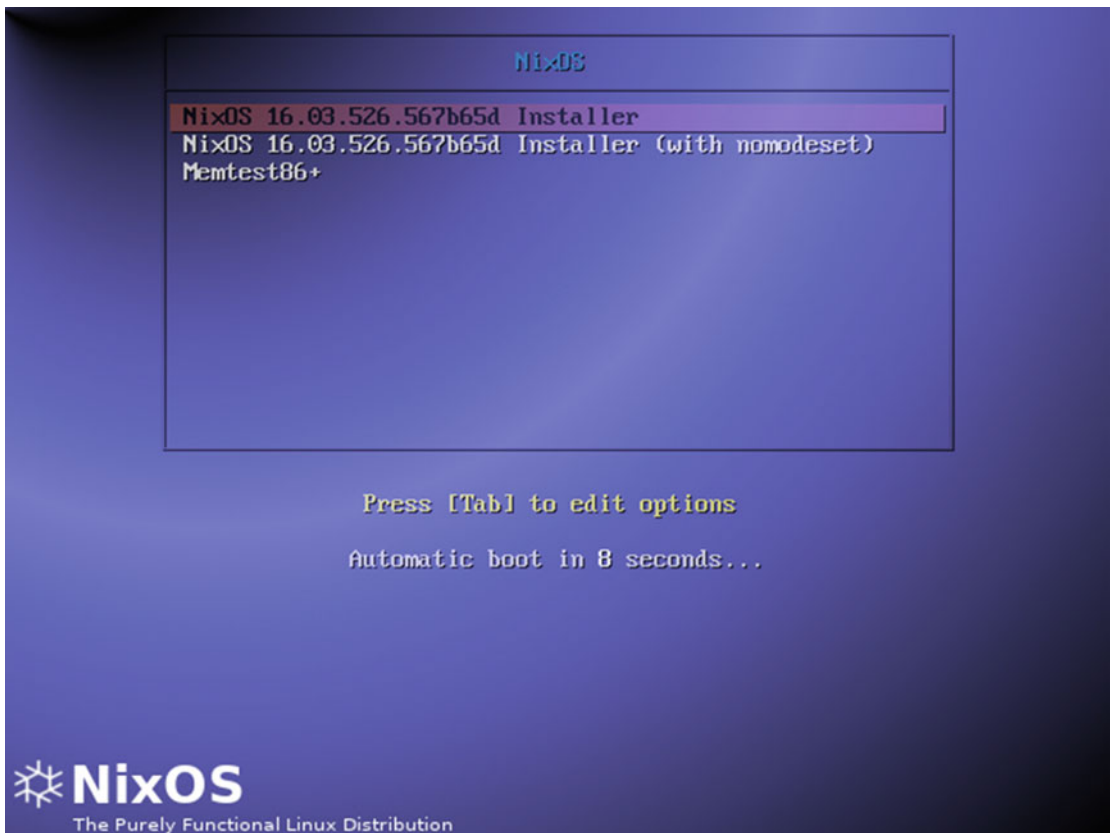 NixOS
NixOS 16.03.526.567b65d Installer
NixOS 16.03.526.567b65d Installer (with nomodeset)
Memtest86+
Press [Tab] to edit options
Automatic boot in 8 seconds...
NixOS
The Purely Functional Linux Distribution